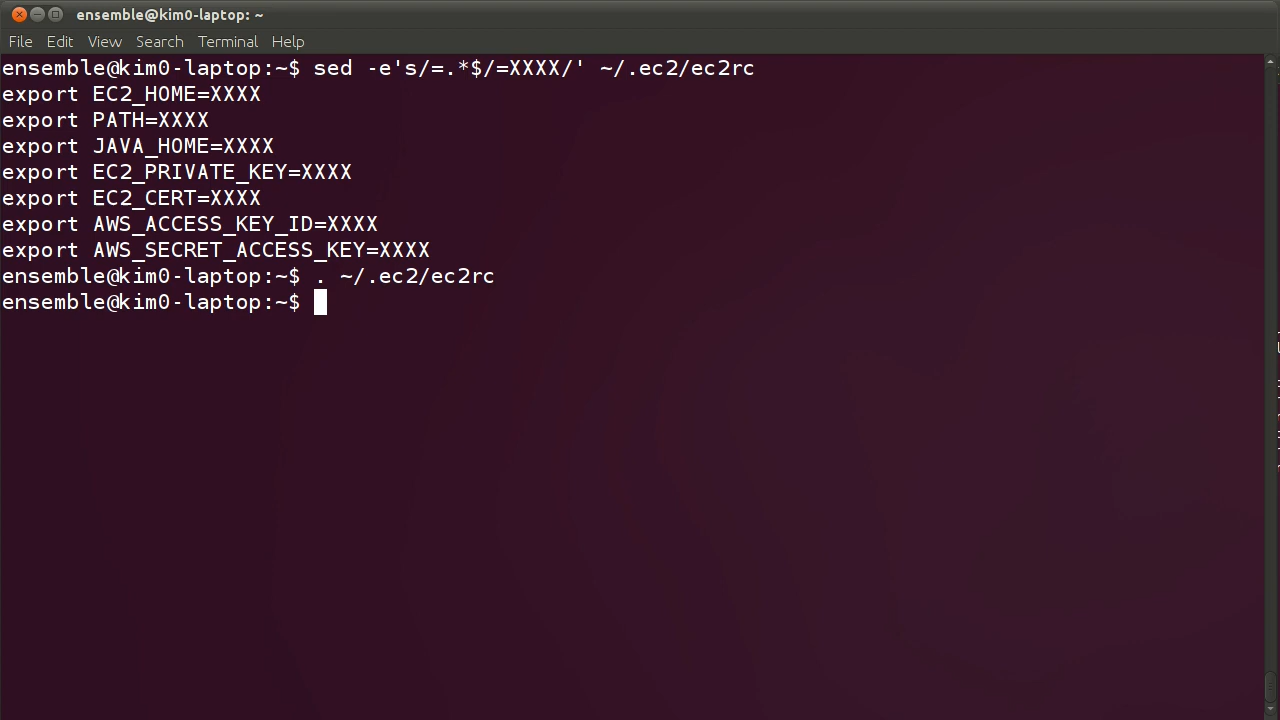 ensemble@kim0-laptop: ~
File Edit View Search Terminal Help
ensemble@kim0-laptop:~$ sed -e's/=.*$/=XXXX/' ~/.ec2/ec2rc
export EC2_HOME=XXXX
export PATH=XXXX
export JAVA_HOME=XXXX
export EC2_PRIVATE_KEY=XXXX
export EC2_CERT=XXXX
export AWS_ACCESS_KEY_ID=XXXX
export AWS_SECRET_ACCESS_KEY=XXXX
ensemble@kim0-laptop:~$ . ~/.ec2/ec2rc
ensemble@kim0-laptop:~$